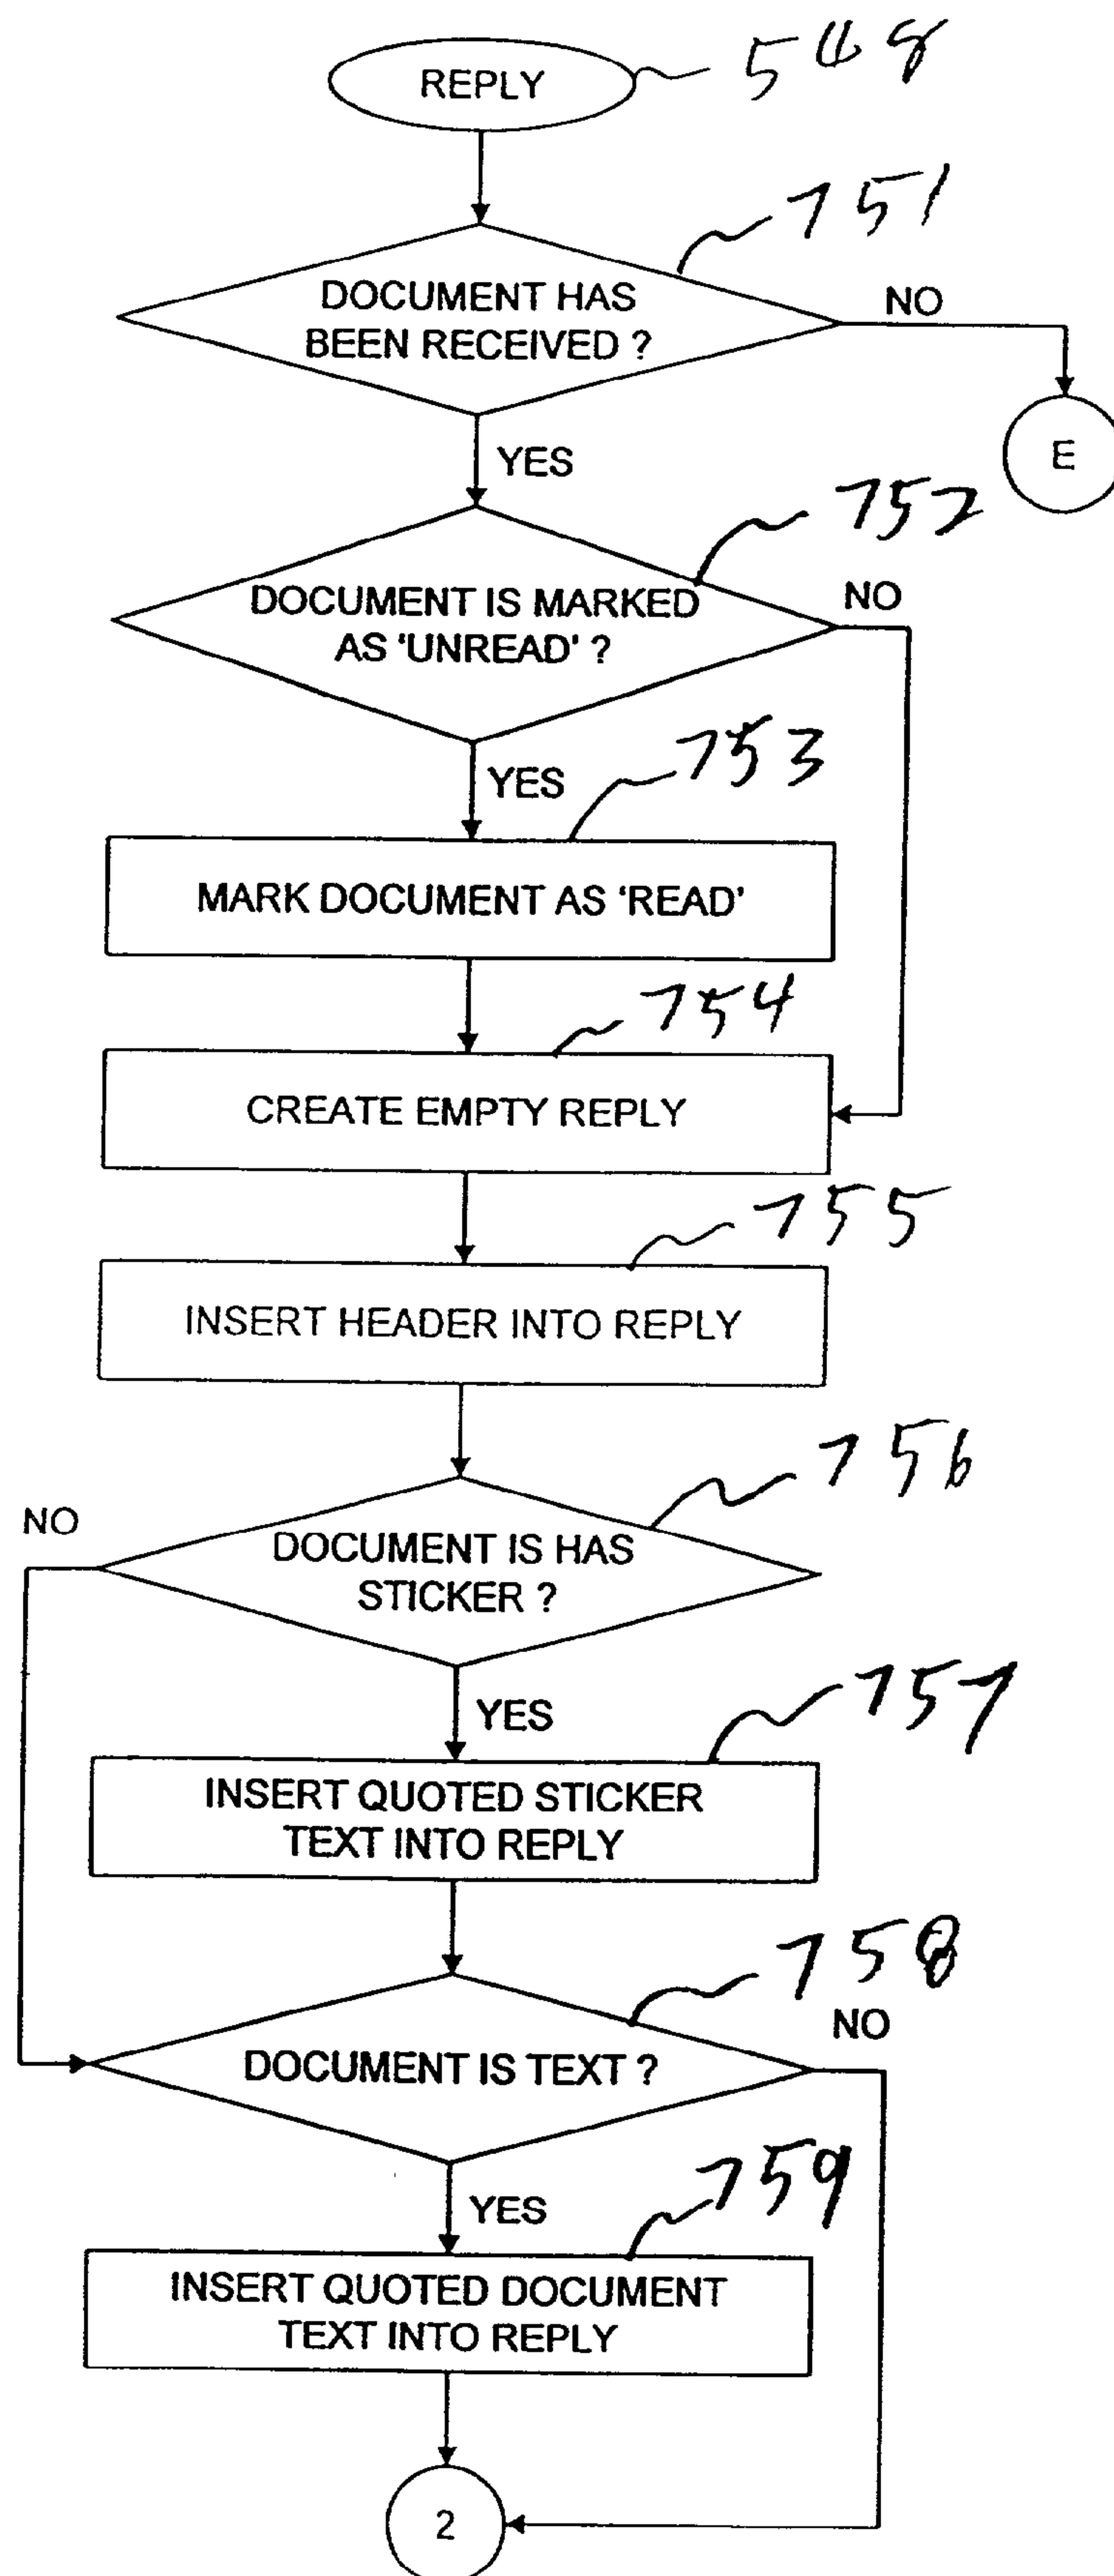 REPLY
548
751
DOCUMENT HAS
BEEN RECEIVED ?
NO
E
YES
752
DOCUMENT IS MARKED
AS ‘UNREAD’ ?
NO
753
YES
MARK DOCUMENT AS ‘READ’
754
CREATE EMPTY REPLY
755
INSERT HEADER INTO REPLY
756
NO
DOCUMENT IS HAS
STICKER ?
757
YES
INSERT QUOTED STICKER
TEXT INTO REPLY
758
NO
DOCUMENT IS TEXT ?
759
YES
INSERT QUOTED DOCUMENT
TEXT INTO REPLY
2